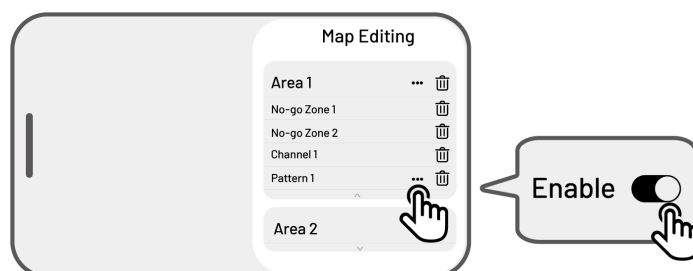 Map Editing
Area 1
No-go Zone 1
No-go Zone 2
Channel 1
Pattern 1
Area 2
Enable